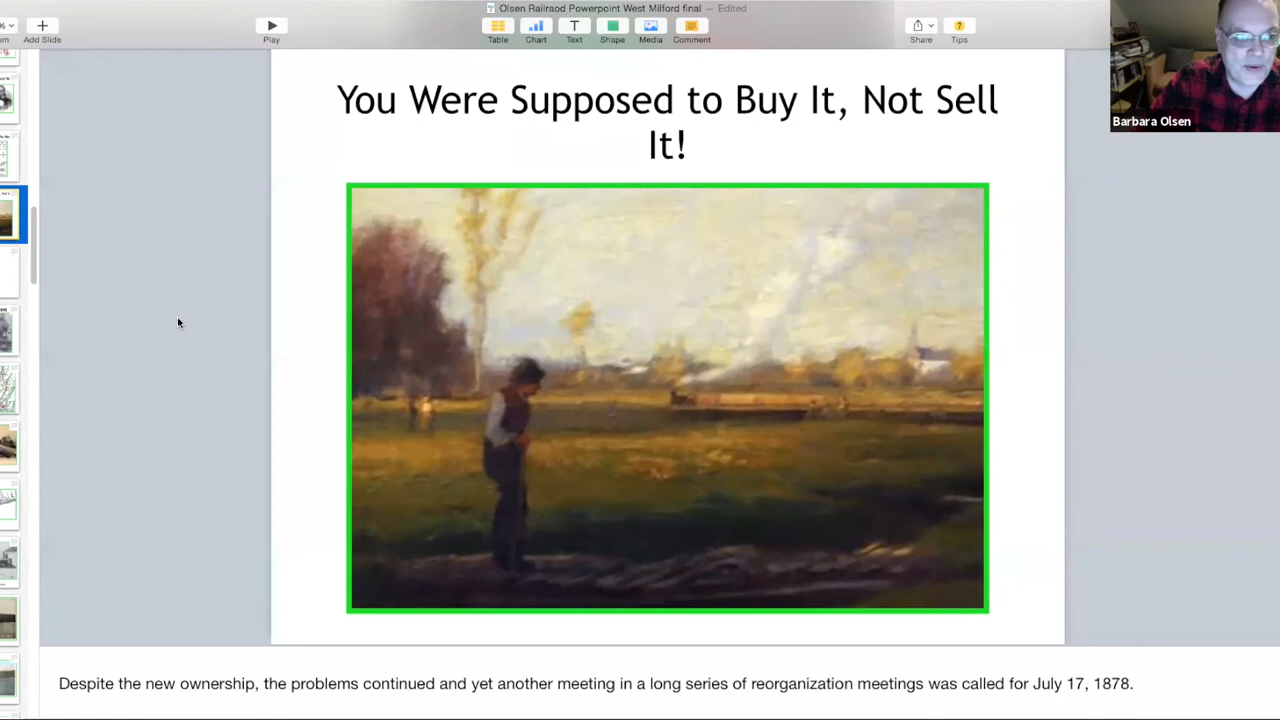 Olsen Railraod Powerpoint West Milford final — Edited
Add Slide
Play
Table
Chart
Text
Shape
Media
Comment
Share
Tips
Barbara Olsen
You Were Supposed to Buy It, Not Sell
It!
Despite the new ownership, the problems continued and yet another meeting in a long series of reorganization meetings was called for July 17, 1878.